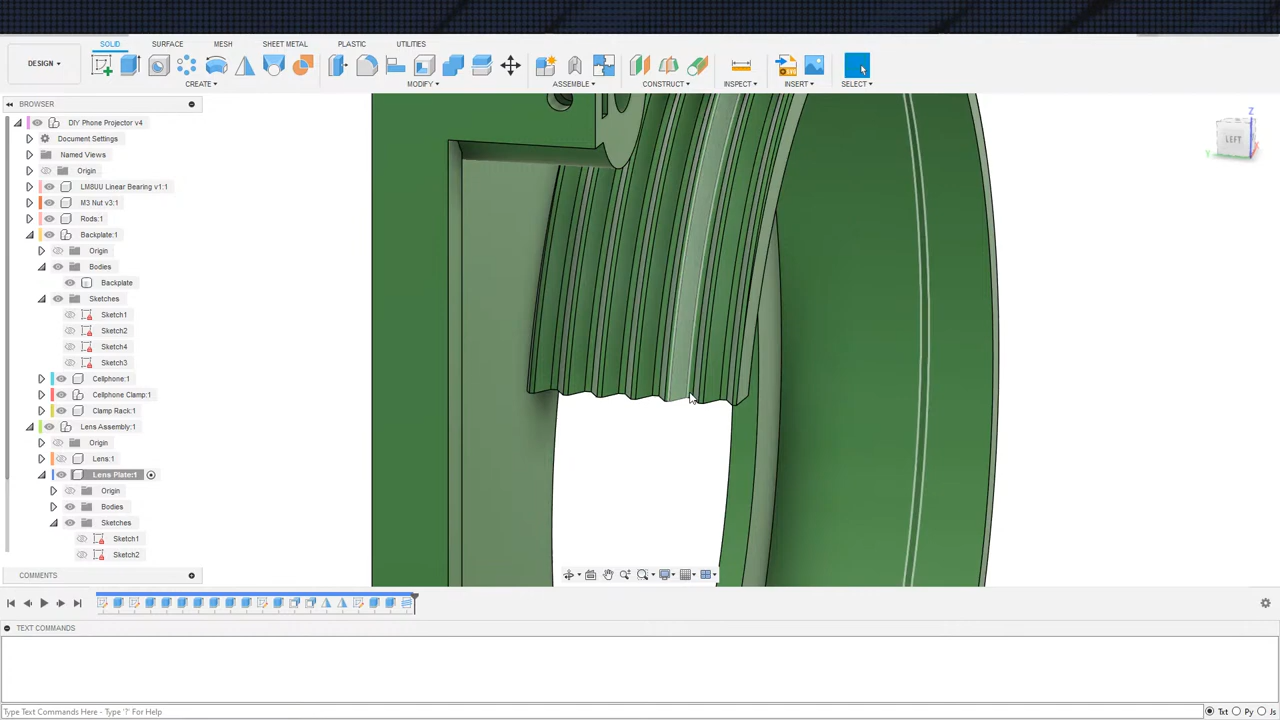 SOLID SURFACE MESH SHEET METAL PLASTIC UTILITIES
DESIGN
CREATE MODIFY ASSEMBLE CONSTRUCT INSPECT INSERT SELECT
BROWSER
DIY Phone Projector v4
Document Settings
Named Views
Origin
LM8UU Linear Bearing v1:1
M3 Nut v3:1
Rods:1
Backplate:1
Origin
Bodies
Backplate
Sketches
Sketch1
Sketch2
Sketch4
Sketch3
Cellphone:1
Cellphone Clamp:1
Clamp Rack:1
Lens Assembly:1
Origin
Lens:1
Lens Plate:1
Origin
Bodies
Sketches
Sketch1
Sketch2
Z
LEFT
Y
X
COMMENTS
TEXT COMMANDS
Type Text Commands Here - Type '?' For Help
Txt Py Js